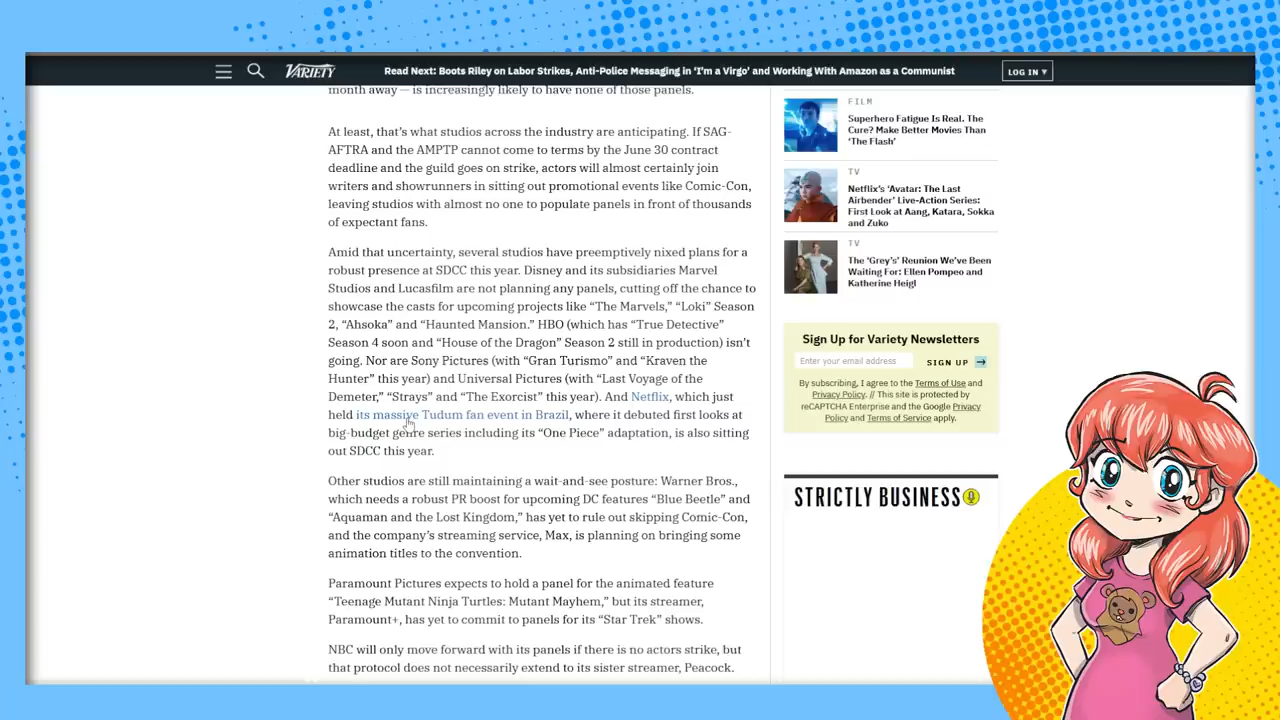 VARIETY
Read Next: Boots Riley on Labor Strikes, Anti-Police Messaging in ‘I’m a Virgo’ and Working With Amazon as a Communist
LOG IN ▾
month away — is increasingly likely to have none of those panels.
At least, that’s what studios across the industry are anticipating. If SAG-
AFTRA and the AMPTP cannot come to terms by the June 30 contract
deadline and the guild goes on strike, actors will almost certainly join
writers and showrunners in sitting out promotional events like Comic-Con,
leaving studios with almost no one to populate panels in front of thousands
of expectant fans.
Amid that uncertainty, several studios have preemptively nixed plans for a
robust presence at SDCC this year. Disney and its subsidiaries Marvel
Studios and Lucasfilm are not planning any panels, cutting off the chance to
showcase the casts for upcoming projects like “The Marvels,” “Loki” Season
2, “Ahsoka” and “Haunted Mansion.” HBO (which has “True Detective”
Season 4 soon and “House of the Dragon” Season 2 still in production) isn’t
going. Nor are Sony Pictures (with “Gran Turismo” and “Kraven the
Hunter” this year) and Universal Pictures (with “Last Voyage of the
Demeter,” “Strays” and “The Exorcist” this year). And Netflix, which just
held its massive Tudum fan event in Brazil, where it debuted first looks at
big-budget genre series including its “One Piece” adaptation, is also sitting
out SDCC this year.
Other studios are still maintaining a wait-and-see posture: Warner Bros.,
which needs a robust PR boost for upcoming DC features “Blue Beetle” and
“Aquaman and the Lost Kingdom,” has yet to rule out skipping Comic-Con,
and the company’s streaming service, Max, is planning on bringing some
animation titles to the convention.
Paramount Pictures expects to hold a panel for the animated feature
“Teenage Mutant Ninja Turtles: Mutant Mayhem,” but its streamer,
Paramount+, has yet to commit to panels for its “Star Trek” shows.
NBC will only move forward with its panels if there is no actors strike, but
that protocol does not necessarily extend to its sister streamer, Peacock.
FILM
Superhero Fatigue Is Real. The
Cure? Make Better Movies Than
‘The Flash’
TV
Netflix’s ‘Avatar: The Last
Airbender’ Live-Action Series:
First Look at Aang, Katara, Sokka
and Zuko
TV
The ‘Grey’s’ Reunion We’ve Been
Waiting For: Ellen Pompeo and
Katherine Heigl
Sign Up for Variety Newsletters
Enter your email address
SIGN UP →
By subscribing, I agree to the Terms of Use and
Privacy Policy. // This site is protected by
reCAPTCHA Enterprise and the Google Privacy
Policy and Terms of Service apply.
STRICTLY BUSINESS